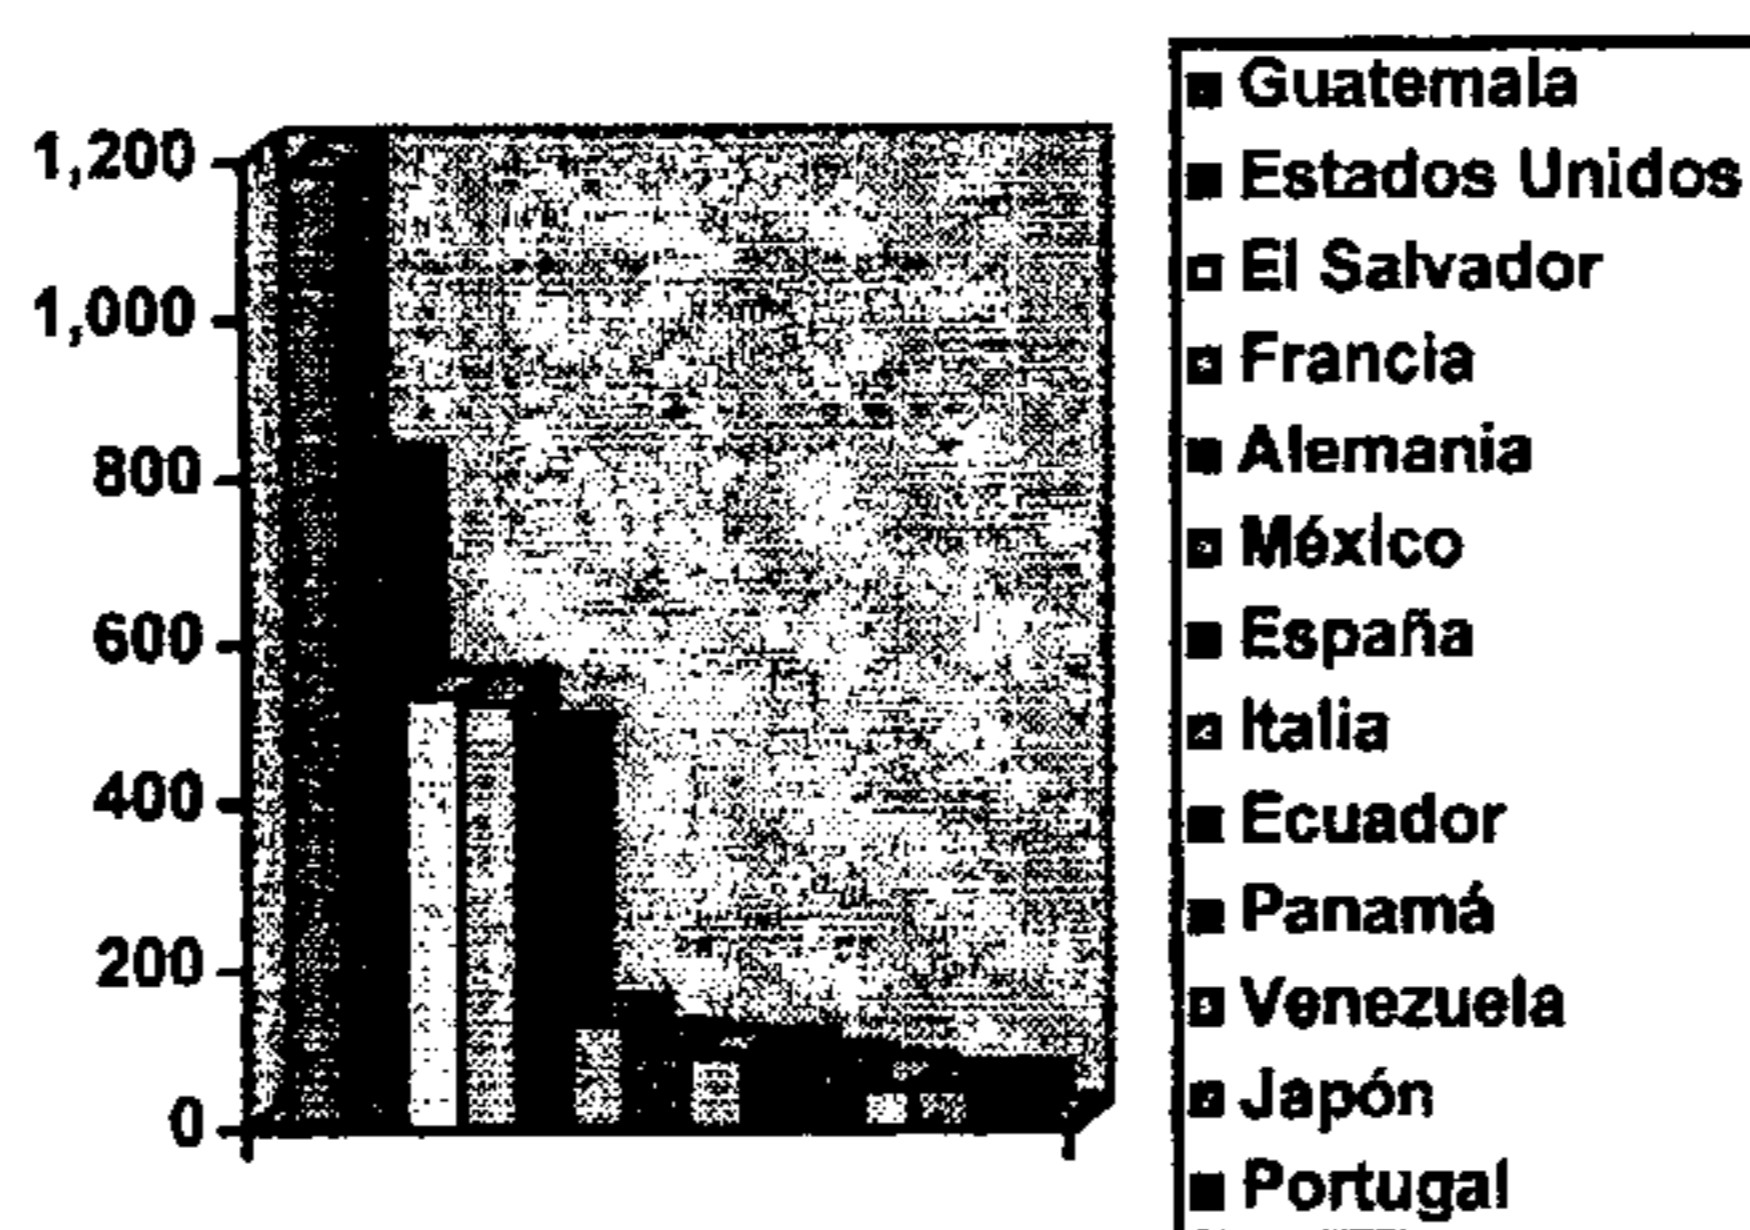 1,200
1,000
800
600
400
200
0
Guatemala
Estados Unidos
El Salvador
Francia
Alemania
México
España
Italia
Ecuador
Panamá
Venezuela
Japón
Portugal